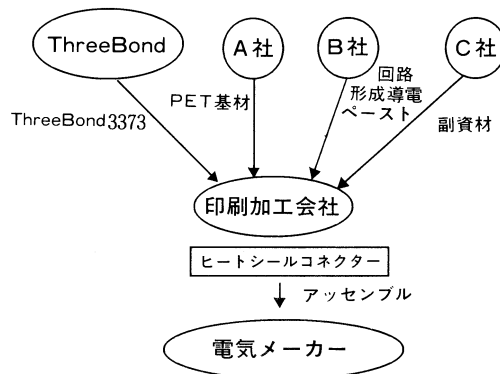 ThreeBond
A社
B社
C社
ThreeBond 3373
PET基材
回路
形成導電
ペースト
副資材
印刷加工会社
ヒートシールコネクター
アッセンブル
電気メーカー